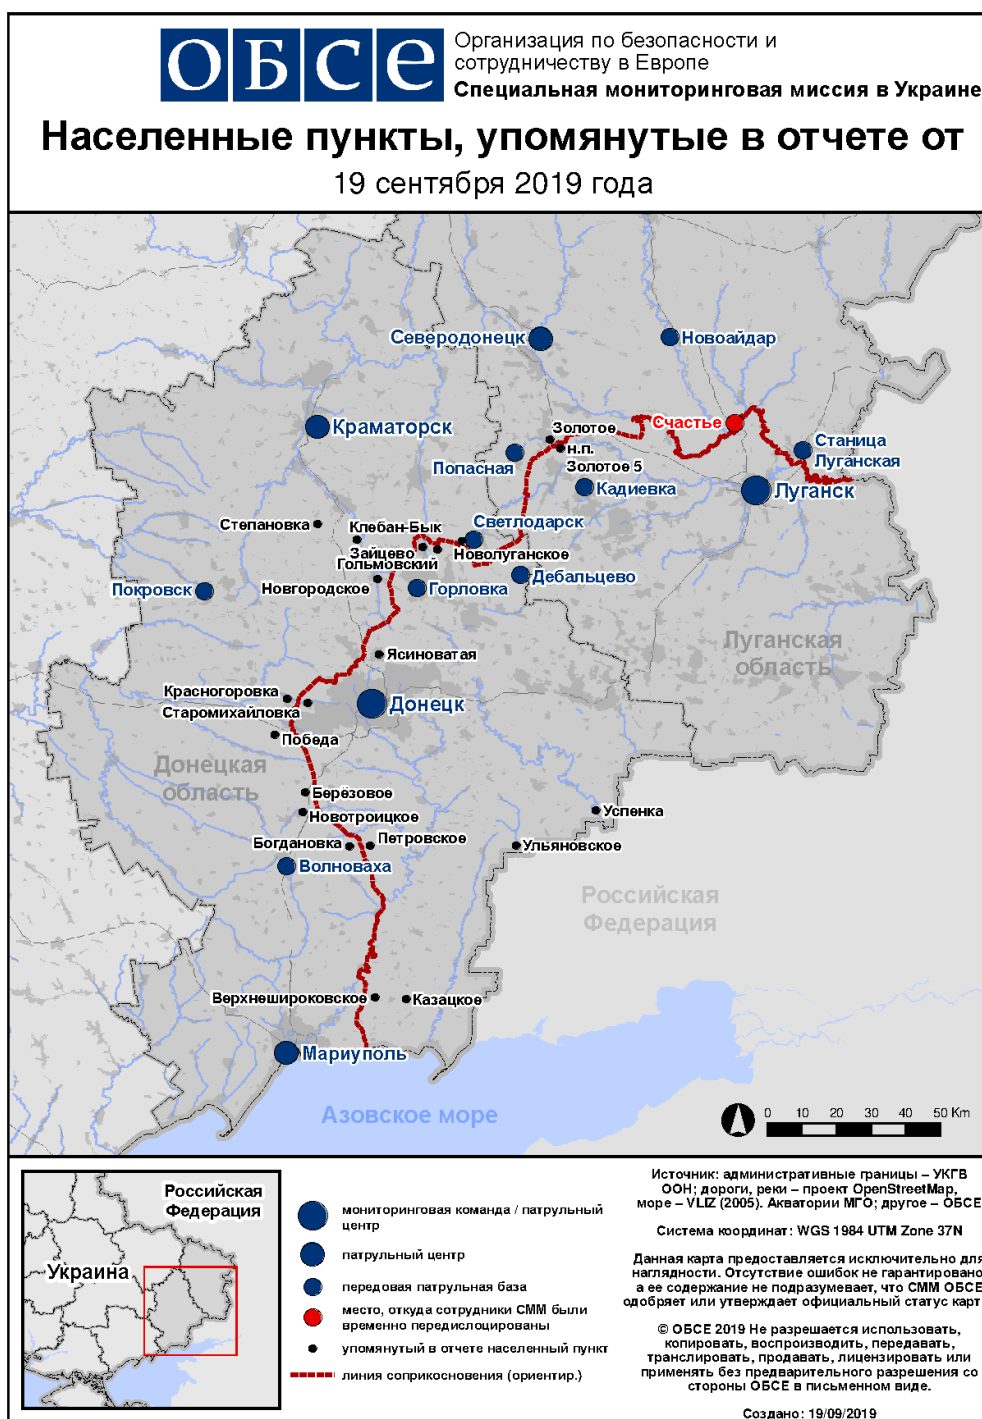 ОБСЕ
Организация по безопасности и
сотрудничеству в Европе
Специальная мониторинговая миссия в Украине
Населенные пункты, упомянутые в отчете от
19 сентября 2019 года
Северодонецк
Новоайдар
Счастье
Краматорск
Золотое
Станица
Луганская
н.п.
Золотое 5
Попасная
Кадиевка
Луганск
Степановка
Клебан-Бык
Светлодарск
Зайцево
Новолуганское
Гольмовский
Дебальцево
Покровск
Новгородское
Горловка
Луганская
область
Ясиноватая
Красногоровка
Старомихайловка
Донецк
Победа
Донецкая
область
Берёзовое
Новотроицкое
Успенка
Богдановка
Петровское
Ульяновское
Волноваха
Российская
Федерация
Верхнешироковское
Казацкое
Мариуполь
Азовское море
0 10 20 30 40 50 Km
Российская
Федерация
Украина
мониторинговая команда / патрульный
центр
патрульный центр
передовая патрульная база
место, откуда сотрудники СММ были
временно передислоцированы
упомянутый в отчете населенный пункт
линия соприкосновения (ориентир.)
Источник: административные границы – УКГВ
ООН; дороги, реки – проект OpenStreetMap,
море – VLIZ (2005). Акватории МГО; другое – ОБСЕ
Система координат: WGS 1984 UTM Zone 37N
Данная карта предоставляется исключительно для
наглядности. Отсутствие ошибок не гарантировано
а ее содержание не подразумевает, что СММ ОБСЕ
одобряет или утверждает официальный статус карт
© ОБСЕ 2019 Не разрешается использовать,
копировать, воспроизводить, передавать,
транслировать, продавать, лицензировать или
применять без предварительного разрешения со
стороны ОБСЕ в письменном виде.
Создано: 19/09/2019